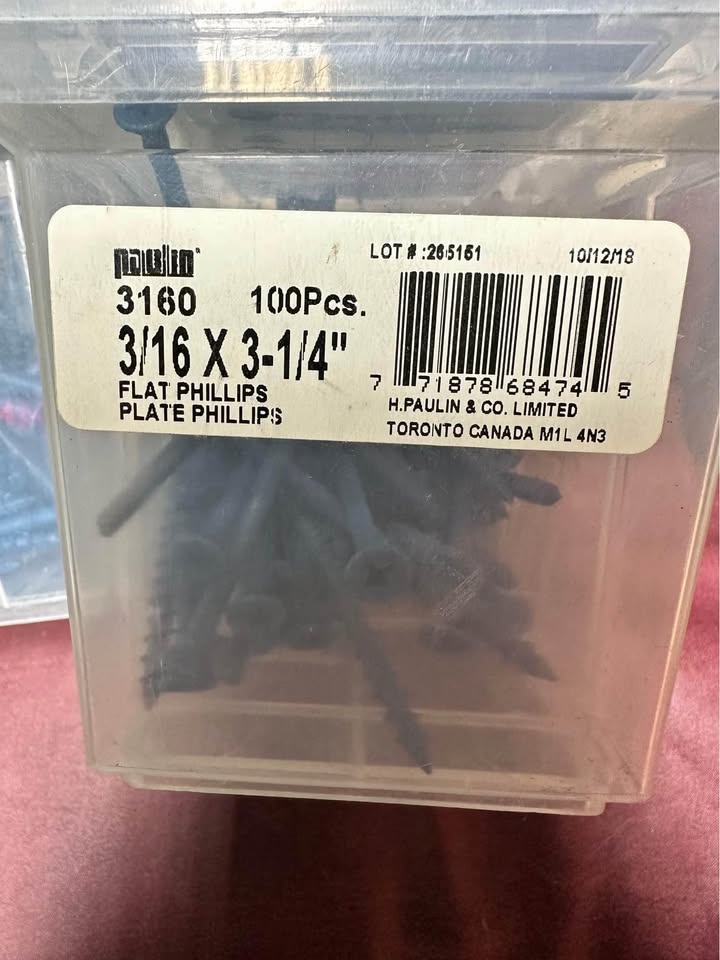 paulin
LOT # :265151
10/12/18
3160 100Pcs.
3/16 X 3-1/4"
FLAT PHILLIPS
PLATE PHILLIPS
7 71878 68474 5
H.PAULIN & CO. LIMITED
TORONTO CANADA M1L 4N3